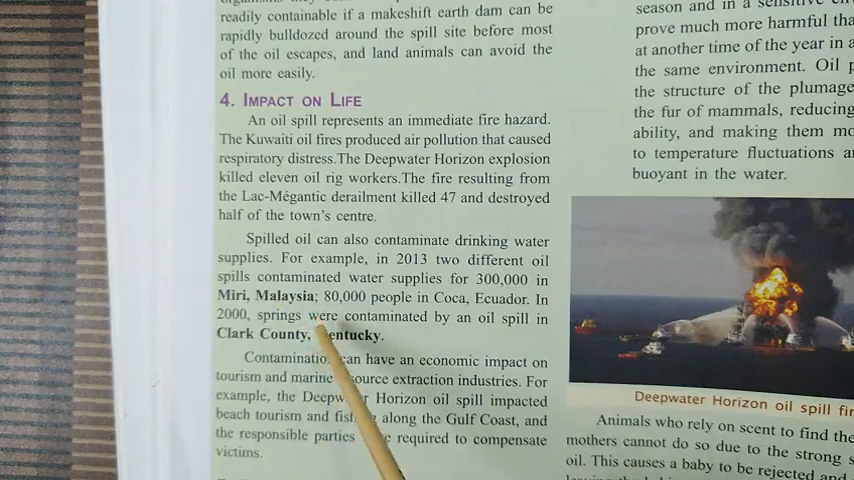 readily containable if a makeshift earth dam can be
rapidly bulldozed around the spill site before most
of the oil escapes, and land animals can avoid the
oil more easily.
4. IMPACT ON LIFE
An oil spill represents an immediate fire hazard.
The Kuwaiti oil fires produced air pollution that caused
respiratory distress.The Deepwater Horizon explosion
killed eleven oil rig workers.The fire resulting from
the Lac-Mégantic derailment killed 47 and destroyed
half of the town's centre.
Spilled oil can also contaminate drinking water
supplies. For example, in 2013 two different oil
spills contaminated water supplies for 300,000 in
Miri, Malaysia; 80,000 people in Coca, Ecuador. In
2000, springs were contaminated by an oil spill in
Clark County, Kentucky.
Contamination can have an economic impact on
tourism and marine source extraction industries. For
example, the Deepw r Horizon oil spill impacted
beach tourism and fish along the Gulf Coast, and
the responsible parties required to compensate
victims.
season and in a sensitive
prove much more harmful tha
at another time of the year in a
the same environment. Oil p
the structure of the plumage
the fur of mammals, reducing
ability, and making them mo
to temperature fluctuations a
buoyant in the water.
Deepwater Horizon oil spill fir
Animals who rely on scent to find the
mothers cannot do so due to the strong s
oil. This causes a baby to be rejected and